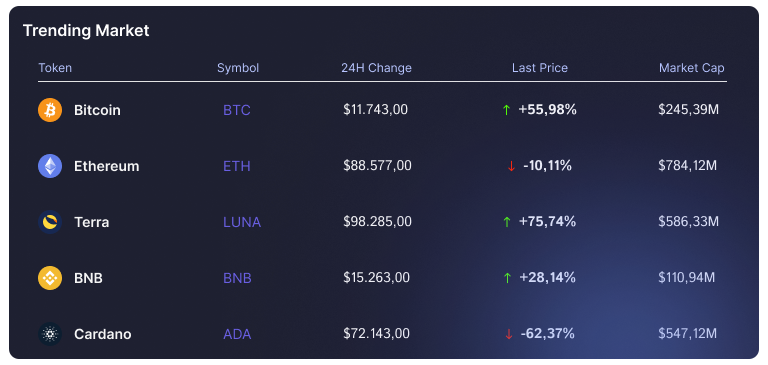 Trending Market
Token Symbol 24H Change Last Price Market Cap
Bitcoin BTC $11.743,00 ↑ +55,98% $245,39M
Ethereum ETH $88.577,00 ↓ -10,11% $784,12M
Terra LUNA $98.285,00 ↑ +75,74% $586,33M
BNB BNB $15.263,00 ↑ +28,14% $110,94M
Cardano ADA $72.143,00 ↓ -62,37% $547,12M